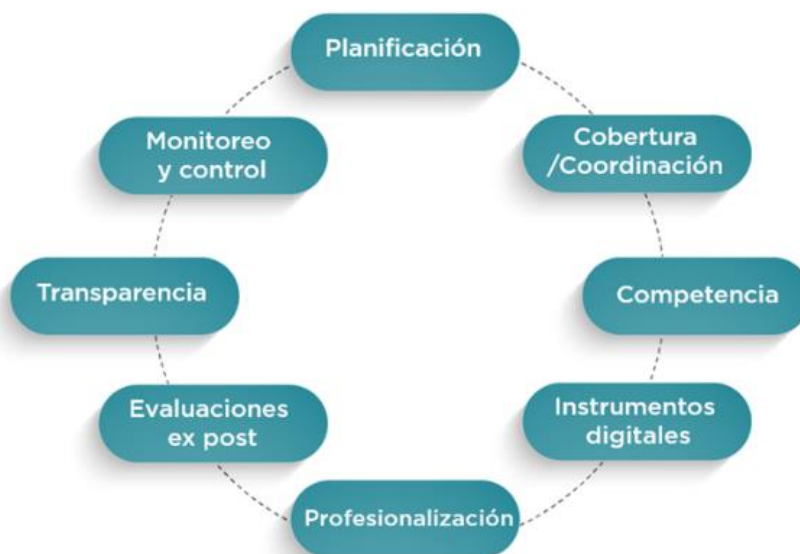 Planificación
Cobertura
/Coordinación
Competencia
Instrumentos
digitales
Profesionalización
Evaluaciones
ex post
Transparencia
Monitoreo
y control